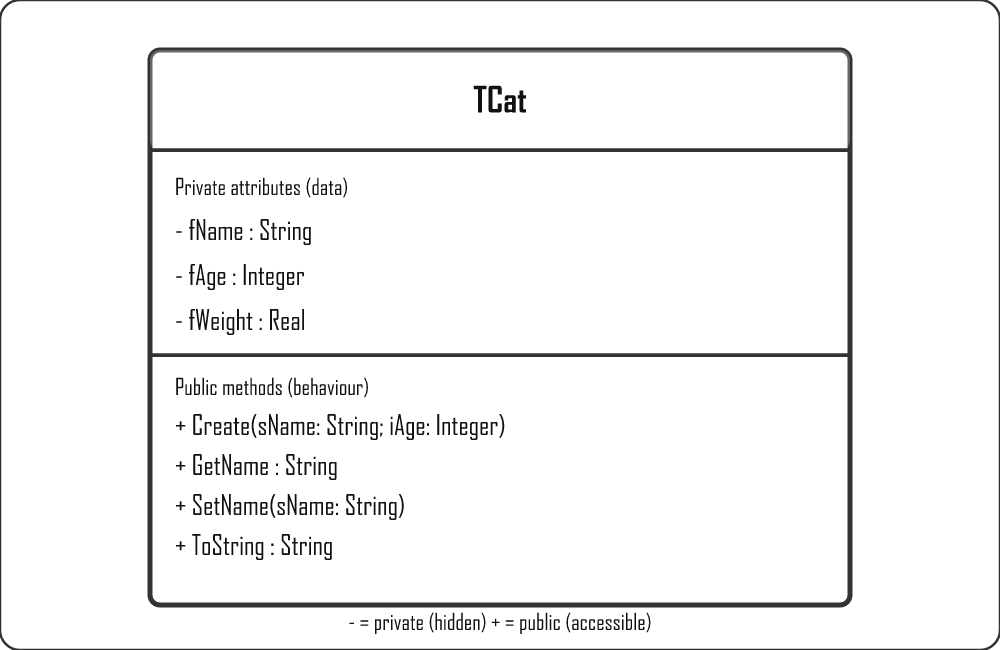 TCat
Private attributes (data)
- fName : String
- fAge : Integer
- fWeight : Real
Public methods (behaviour)
+ Create(sName: String; iAge: Integer)
+ GetName : String
+ SetName(sName: String)
+ ToString : String
- = private (hidden) + = public (accessible)